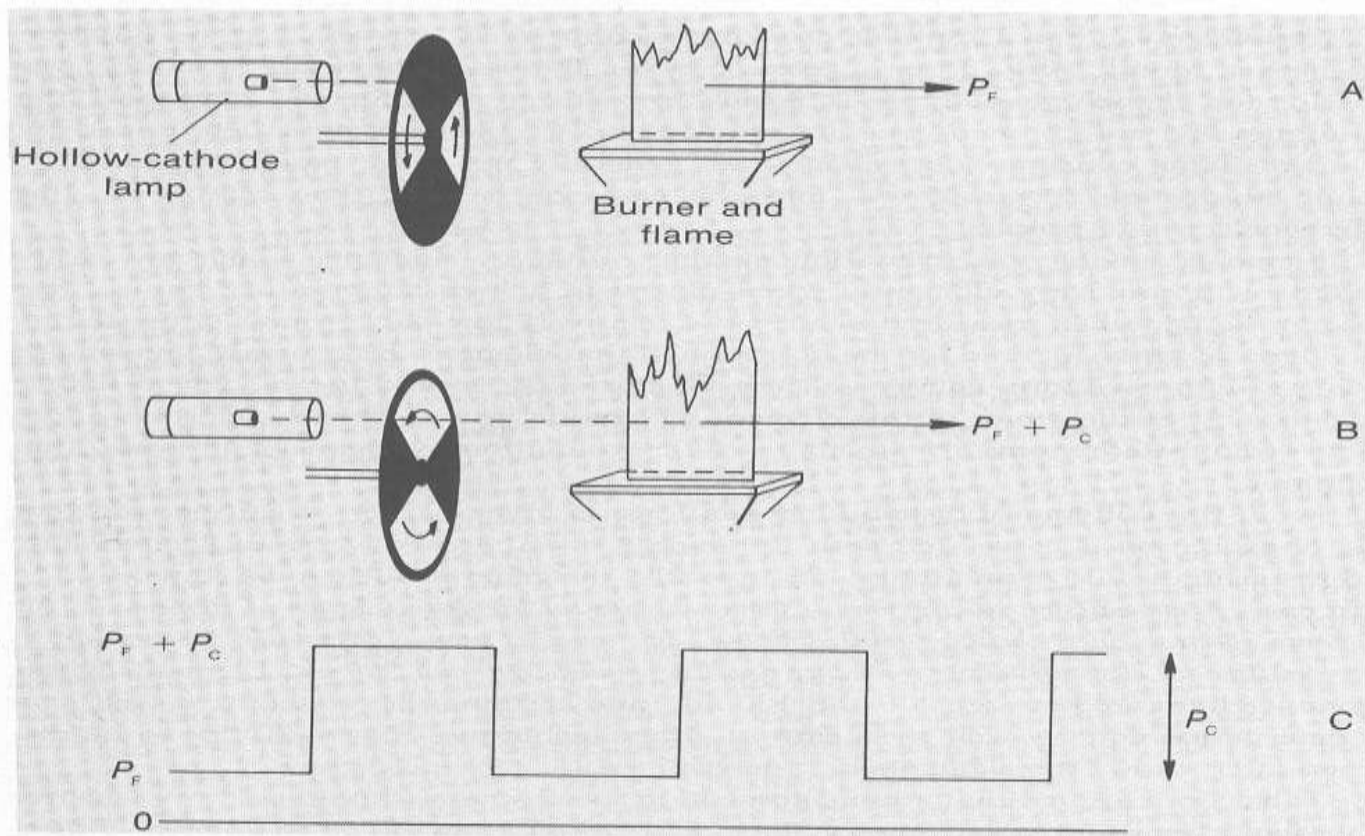 P_F
A
Hollow-cathode
lamp
Burner and
flame
P_F + P_C
B
P_F + P_C
P_C
C
P_F
0